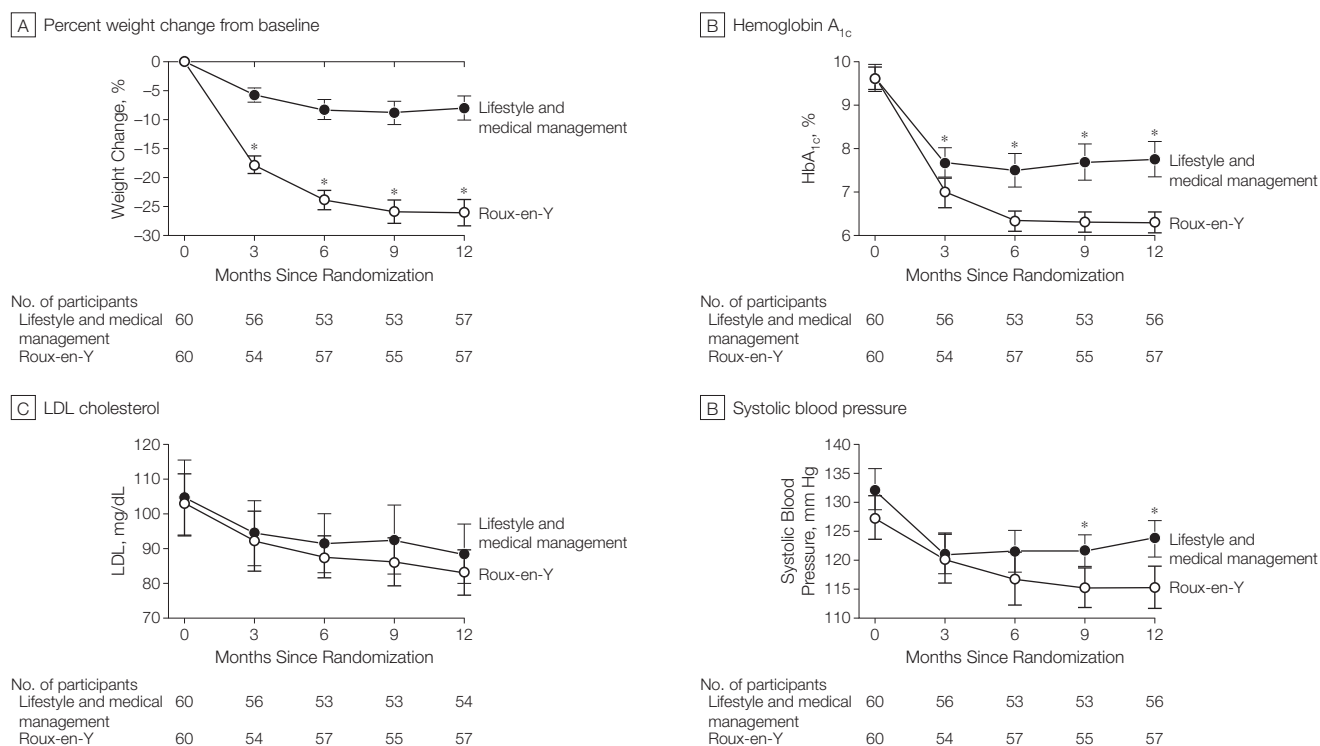 A Percent weight change from baseline
Weight Change, %
0
–5
–10
–15
–20
–25
–30
*
*
*
*
Lifestyle and
medical management
Roux-en-Y
0 3 6 9 12
Months Since Randomization
No. of participants
Lifestyle and medical 60 56 53 53 57
management
Roux-en-Y 60 54 57 55 57
B Hemoglobin A1c
HbA1c, %
10
9
8
7
6
*
*
*
*
Lifestyle and
medical management
Roux-en-Y
0 3 6 9 12
Months Since Randomization
No. of participants
Lifestyle and medical 60 56 53 53 56
management
Roux-en-Y 60 54 57 55 57
C LDL cholesterol
LDL, mg/dL
120
110
100
90
80
70
Lifestyle and
medical management
Roux-en-Y
0 3 6 9 12
Months Since Randomization
No. of participants
Lifestyle and medical 60 56 53 53 54
management
Roux-en-Y 60 54 57 55 57
B Systolic blood pressure
Systolic Blood
Pressure, mm Hg
140
135
130
125
120
115
110
*
*
Lifestyle and
medical management
Roux-en-Y
0 3 6 9 12
Months Since Randomization
No. of participants
Lifestyle and medical 60 56 53 53 56
management
Roux-en-Y 60 54 57 55 57